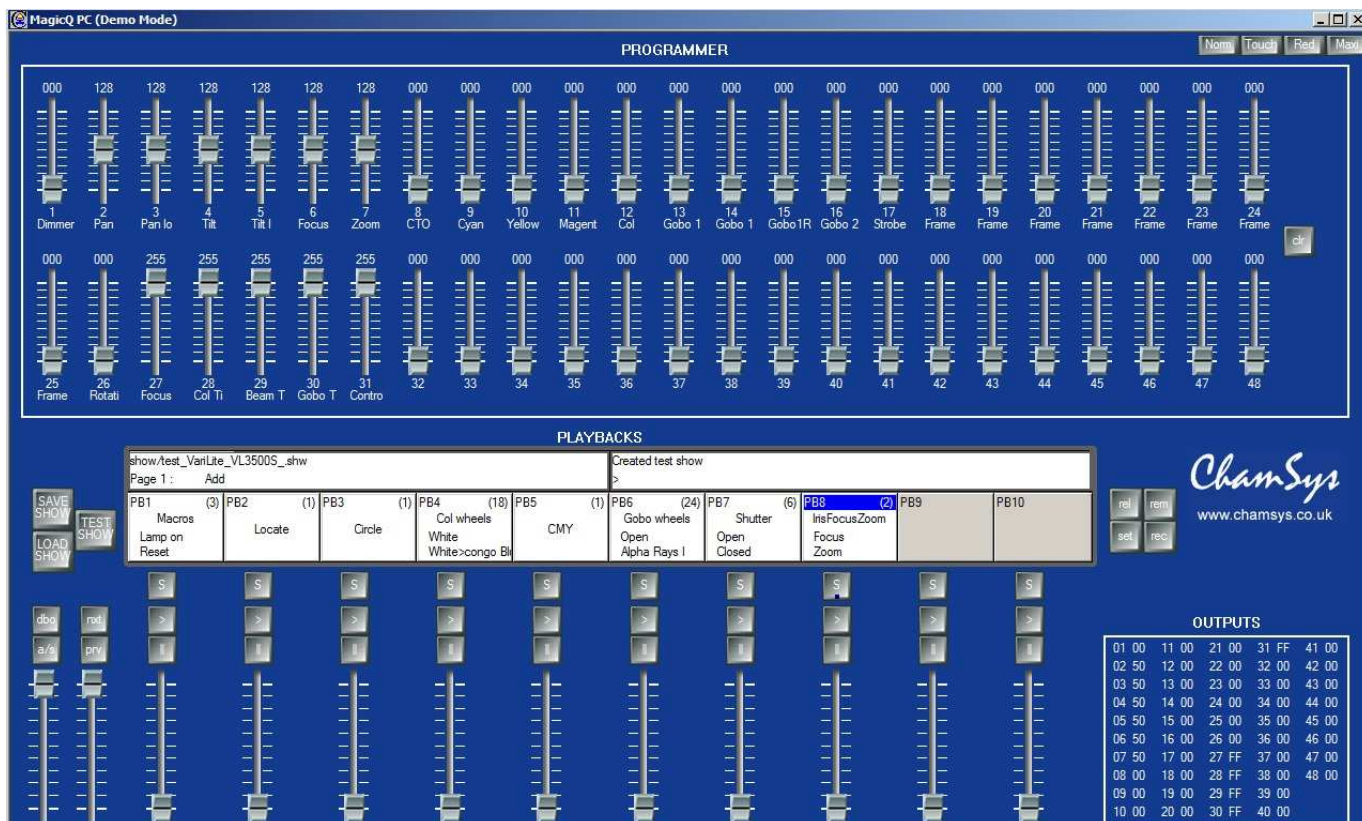 MagicQ PC (Demo Mode)
PROGRAMMER
Norm Touch Red Maxi
000 128 128 128 128 128 128 000 000 000 000 000 000 000 000 000 000 000 000 000 000 000 000 000
1 2 3 4 5 6 7 8 9 10 11 12 13 14 15 16 17 18 19 20 21 22 23 24
Dimmer Pan Pan lo Tilt Tilt l Focus Zoom CTO Cyan Yellow Magent Col Gobo 1 Gobo 1 Gobo1R Gobo 2 Strobe Frame Frame Frame Frame Frame Frame Frame
clr
000 000 255 255 255 255 255 000 000 000 000 000 000 000 000 000 000 000 000 000 000 000 000 000
25 26 27 28 29 30 31 32 33 34 35 36 37 38 39 40 41 42 43 44 45 46 47 48
Frame Rotati Focus Col Ti Beam T Gobo T Contro
PLAYBACKS
show/test_VariLite_VL3500S_.shw Created test show
Page 1 : Add >
PB1 (3) PB2 (1) PB3 (1) PB4 (18) PB5 (1) PB6 (24) PB7 (6) PB8 (2) PB9 PB10
Macros Locate Circle Col wheels CMY Gobo wheels Shutter IrisFocusZoom
Lamp on White Open Open Focus
Reset White>congo Bl Alpha Rays I Closed Zoom
SAVE SHOW
TEST SHOW
LOAD SHOW
rel rem
set rec
ChamSys
www.chamsys.co.uk
S S S S S S S S S S
dbo nxt > > > > > > > > > >
a/s prv || || || || || || || || || ||
OUTPUTS
01 00 11 00 21 00 31 FF 41 00
02 50 12 00 22 00 32 00 42 00
03 50 13 00 23 00 33 00 43 00
04 50 14 00 24 00 34 00 44 00
05 50 15 00 25 00 35 00 45 00
06 50 16 00 26 00 36 00 46 00
07 50 17 00 27 FF 37 00 47 00
08 00 18 00 28 FF 38 00 48 00
09 00 19 00 29 FF 39 00
10 00 20 00 30 FF 40 00